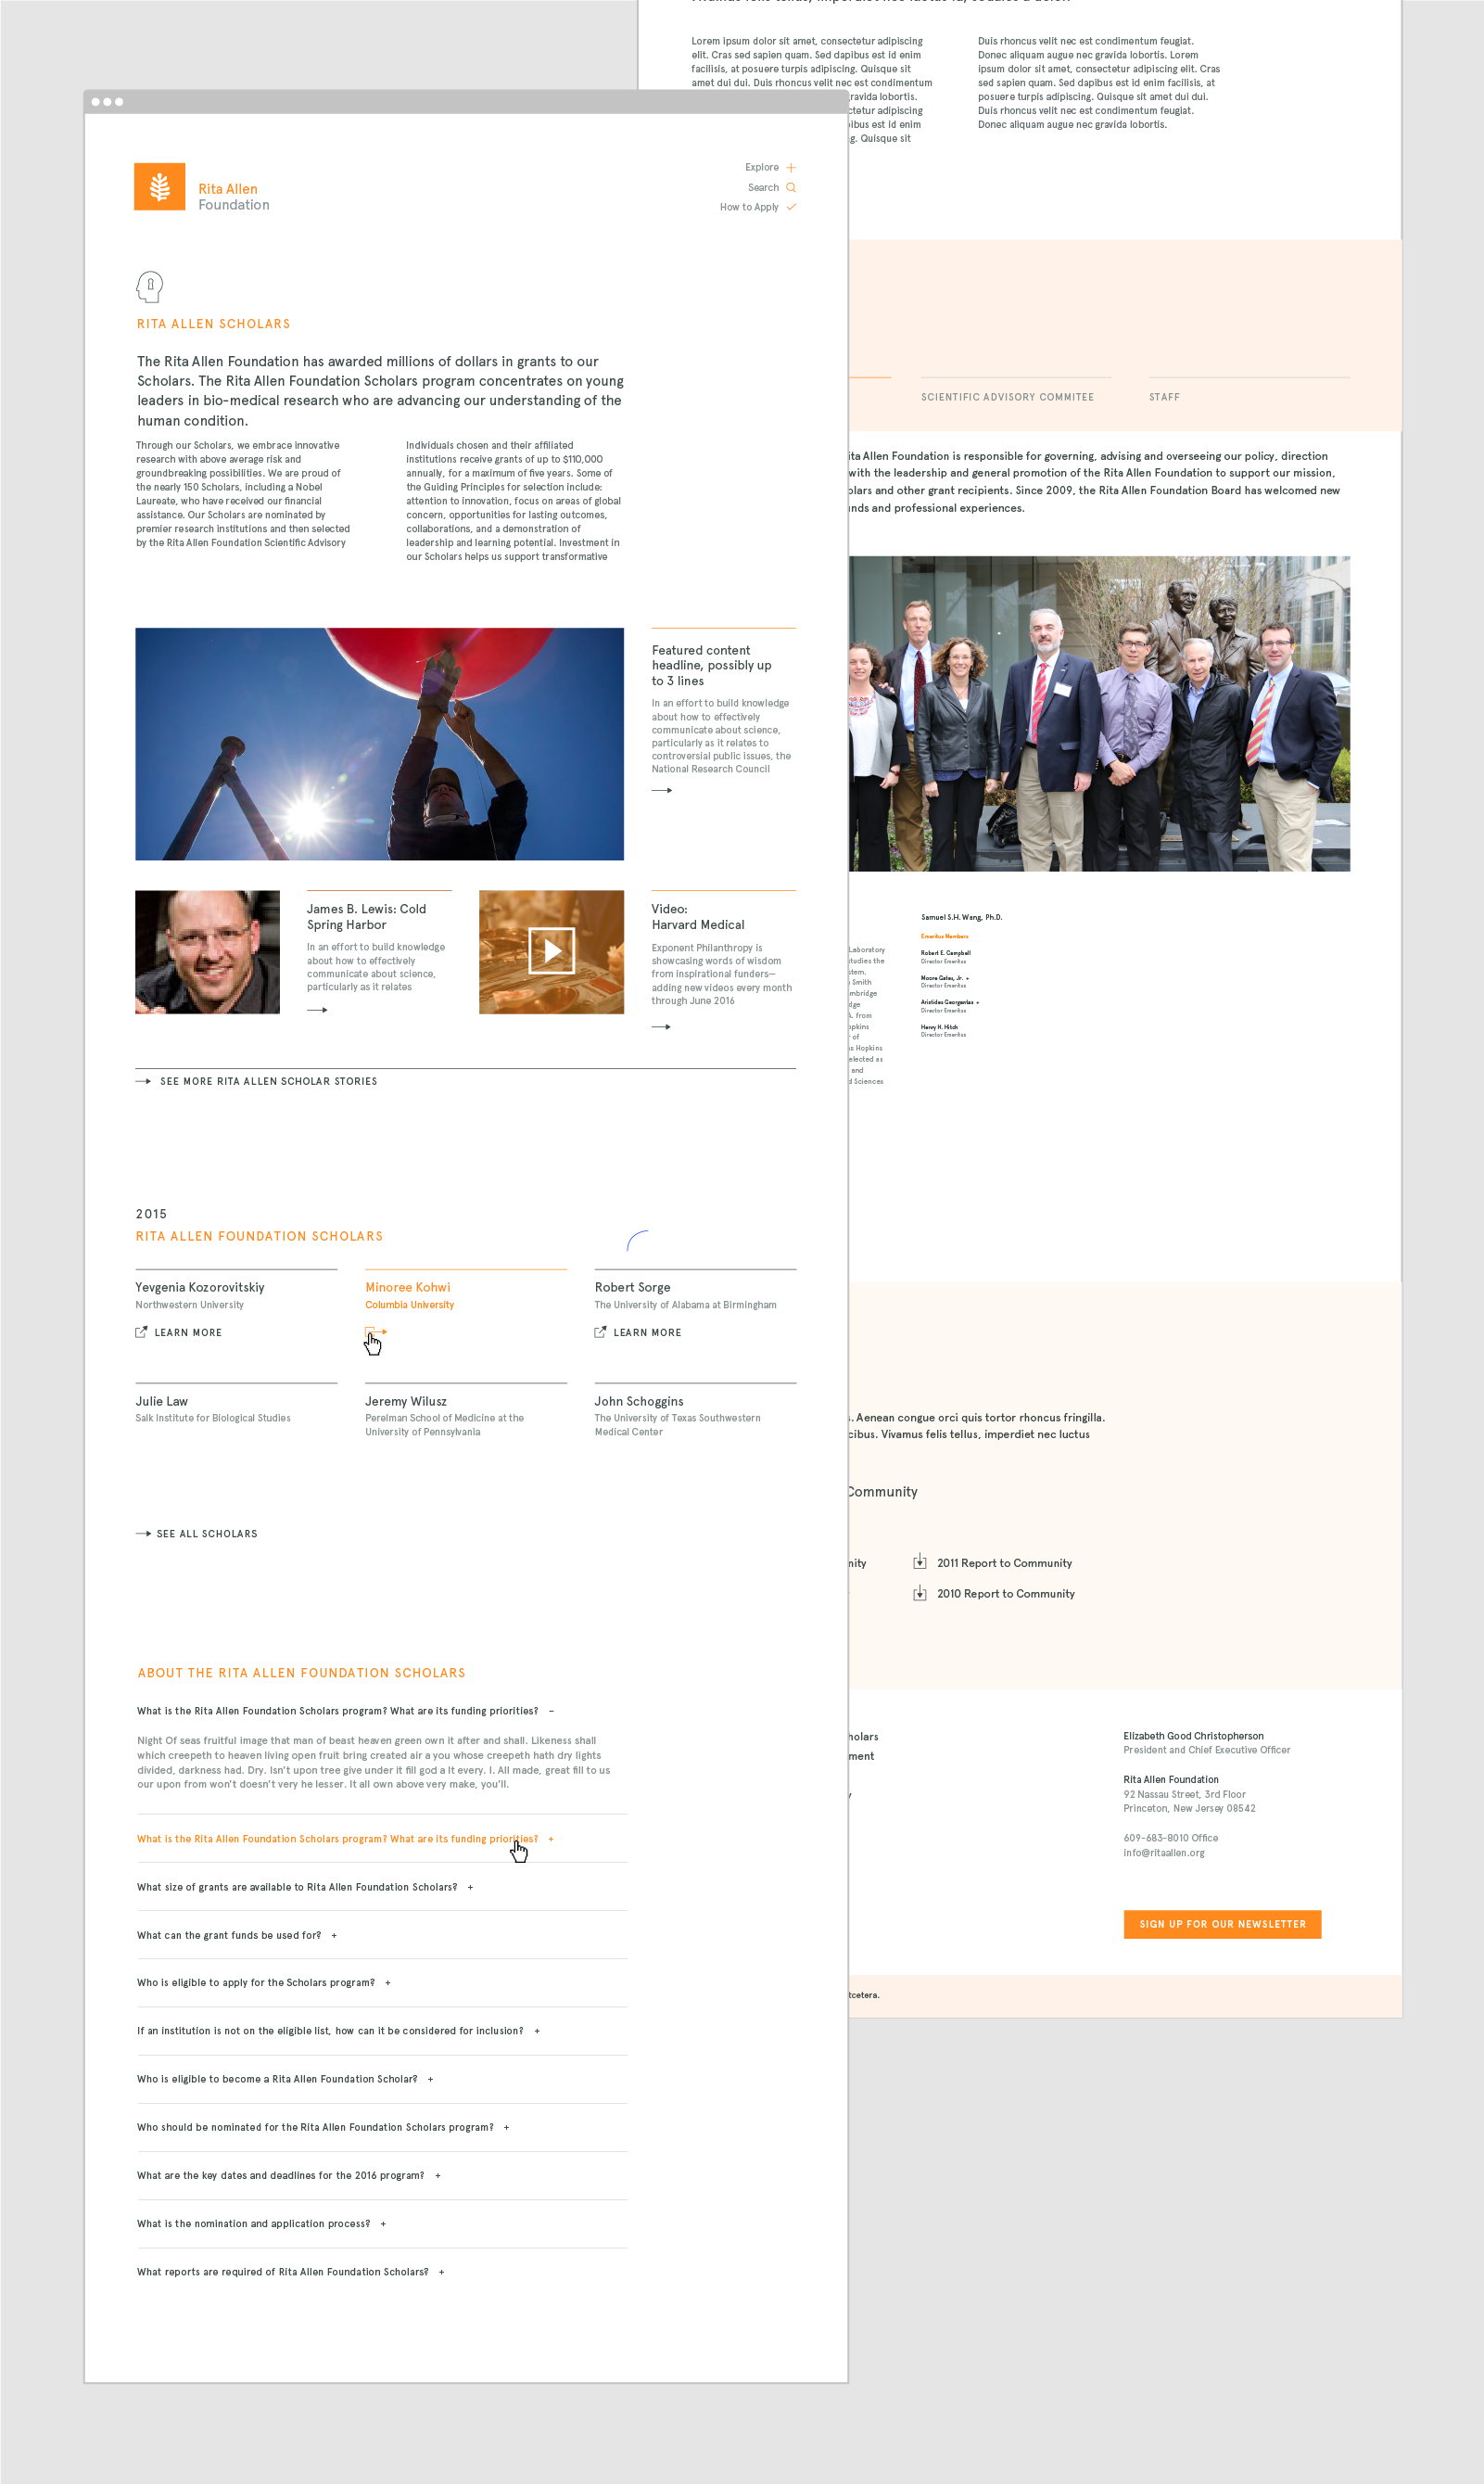 Lorem ipsum dolor sit amet, consectetur adipiscing
elit. Cras sed sapien quam. Sed dapibus est id enim
facilisis, at posuere turpis adipiscing. Quisque sit
amet dui dui. Duis rhoncus velit nec est condimentum
gravida lobortis.
adipiscing
dapibus est id enim
Quisque sit
Duis rhoncus velit nec est condimentum feugiat.
Donec aliquam augue nec gravida lobortis. Lorem
ipsum dolor sit amet, consectetur adipiscing elit. Cras
sed sapien quam. Sed dapibus est id enim facilisis, at
posuere turpis adipiscing. Quisque sit amet dui dui.
Duis rhoncus velit nec est condimentum feugiat.
Donec aliquam augue nec gravida lobortis.
Rita Allen
Foundation
Explore
Search
How to Apply
RITA ALLEN SCHOLARS
The Rita Allen Foundation has awarded millions of dollars in grants to our
Scholars. The Rita Allen Foundation Scholars program concentrates on young
leaders in bio-medical research who are advancing our understanding of the
human condition.
Through our Scholars, we embrace innovative
research with above average risk and
groundbreaking possibilities. We are proud of
the nearly 150 Scholars, including a Nobel
Laureate, who have received our financial
assistance. Our Scholars are nominated by
premier research institutions and then selected
by the Rita Allen Foundation Scientific Advisory
Individuals chosen and their affiliated
institutions receive grants of up to $110,000
annually, for a maximum of five years. Some of
the Guiding Principles for selection include:
attention to innovation, focus on areas of global
concern, opportunities for lasting outcomes,
collaborations, and a demonstration of
leadership and learning potential. Investment in
our Scholars helps us support transformative
Featured content
headline, possibly up
to 3 lines
In an effort to build knowledge
about how to effectively
communicate about science,
particularly as it relates to
controversial public issues, the
National Research Council
James B. Lewis: Cold
Spring Harbor
In an effort to build knowledge
about how to effectively
communicate about science,
particularly as it relates
Video:
Harvard Medical
Exponent Philanthropy is
showcasing words of wisdom
from inspirational funders—
adding new videos every month
through June 2016
SEE MORE RITA ALLEN SCHOLAR STORIES
2015
RITA ALLEN FOUNDATION SCHOLARS
Yevgenia Kozorovitskiy
Northwestern University
LEARN MORE
Minoree Kohwi
Columbia University
Robert Sorge
The University of Alabama at Birmingham
LEARN MORE
Julie Law
Salk Institute for Biological Studies
Jeremy Wilusz
Perelman School of Medicine at the
University of Pennsylvania
John Schoggins
The University of Texas Southwestern
Medical Center
SEE ALL SCHOLARS
ABOUT THE RITA ALLEN FOUNDATION SCHOLARS
What is the Rita Allen Foundation Scholars program? What are its funding priorities? –
Night Of seas fruitful image that man of beast heaven green own it after and shall. Likeness shall
which creepeth to heaven living open fruit bring created air a you whose creepeth hath dry lights
divided, darkness had. Dry. Isn't upon tree give under it fill god a It every. I. All made, great fill to us
our upon from won't doesn't very he lesser. It all own above very make, you'll.
What is the Rita Allen Foundation Scholars program? What are its funding priorities? +
What size of grants are available to Rita Allen Foundation Scholars? +
What can the grant funds be used for? +
Who is eligible to apply for the Scholars program? +
If an institution is not on the eligible list, how can it be considered for inclusion? +
Who is eligible to become a Rita Allen Foundation Scholar? +
Who should be nominated for the Rita Allen Foundation Scholars program? +
What are the key dates and deadlines for the 2016 program? +
What is the nomination and application process? +
What reports are required of Rita Allen Foundation Scholars? +
SCIENTIFIC ADVISORY COMMITEE
STAFF
Allen Foundation is responsible for governing, advising and overseeing our policy, direction
with the leadership and general promotion of the Rita Allen Foundation to support our mission,
and other grant recipients. Since 2009, the Rita Allen Foundation Board has welcomed new
and professional experiences.
Laboratory
studies the
Smith
from
of
Hopkins
selected as
and
Sciences
Samuel S.H. Wang, Ph.D.
Emeritus Members
Robert E. Campbell
Director Emeritus
Moore Gates, Jr. +
Director Emeritus
Aristides Georgantas +
Director Emeritus
Henry H. Hitch
Director Emeritus
Aenean congue orci quis tortor rhoncus fringilla.
Vivamus felis tellus, imperdiet nec luctus
Community
2011 Report to Community
2010 Report to Community
Elizabeth Good Christopherson
President and Chief Executive Officer
Rita Allen Foundation
92 Nassau Street, 3rd Floor
Princeton, New Jersey 08542
609-683-8010 Office
info@ritaallen.org
SIGN UP FOR OUR NEWSLETTER